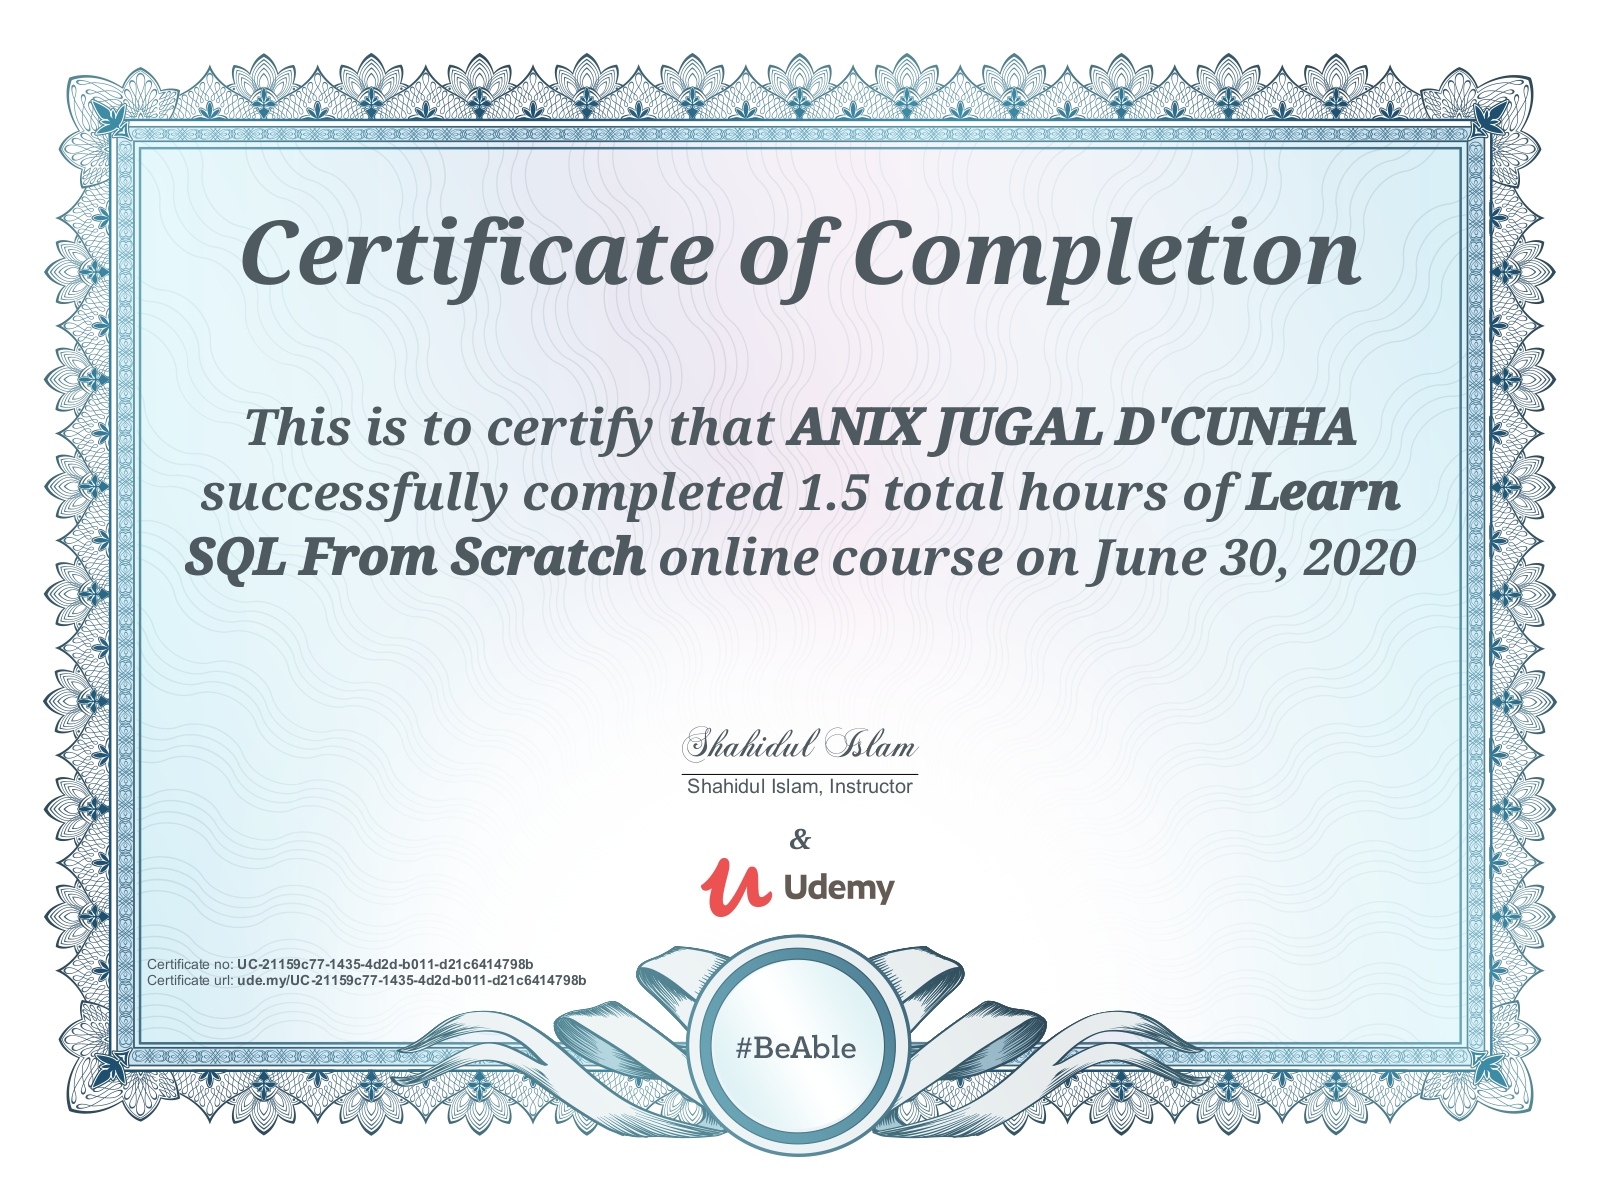 Certificate of Completion
This is to certify that ANIX JUGAL D'CUNHA
successfully completed 1.5 total hours of Learn
SQL From Scratch online course on June 30, 2020
Shahidul Islam
Shahidul Islam, Instructor
&
Udemy
Certificate no: UC-21159c77-1435-4d2d-b011-d21c6414798b
Certificate url: ude.my/UC-21159c77-1435-4d2d-b011-d21c6414798b
#BeAble